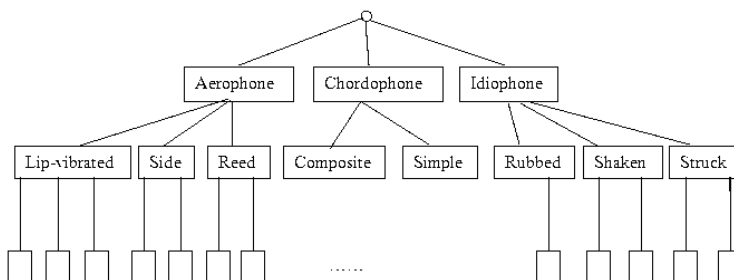 Aerophone Chordophone Idiophone
Lip-vibrated Side Reed Composite Simple Rubbed Shaken Struck
......